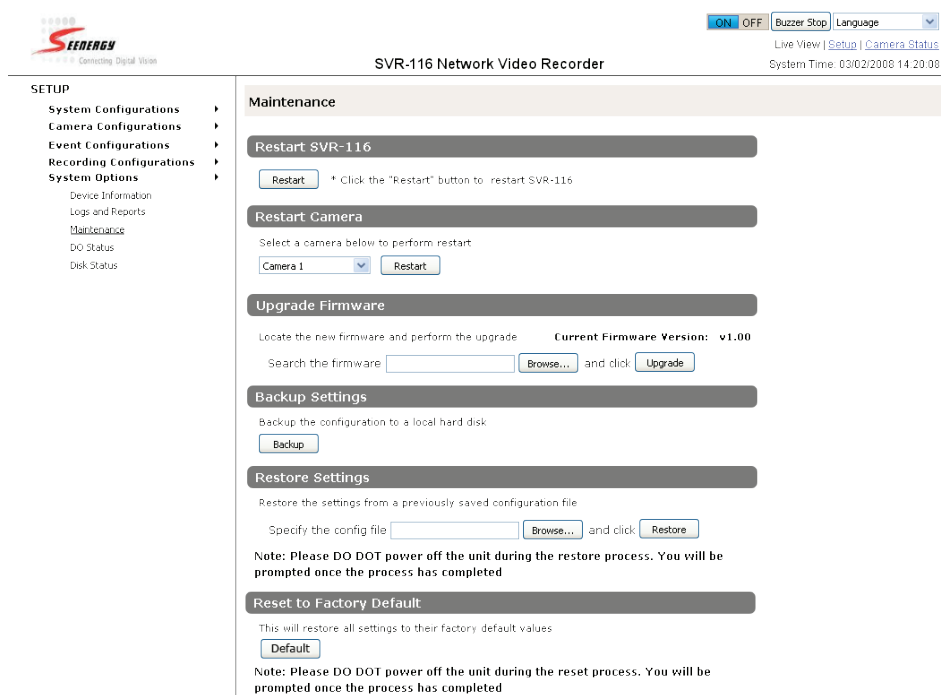 ON OFF Buzzer Stop Language
SEENERGY
Connecting Digital Vision
Live View | Setup | Camera Status
SVR-116 Network Video Recorder
System Time: 03/02/2008 14:20:08
SETUP
System Configurations
Camera Configurations
Event Configurations
Recording Configurations
System Options
Device Information
Logs and Reports
Maintenance
DO Status
Disk Status
Maintenance
Restart SVR-116
Restart * Click the "Restart" button to restart SVR-116
Restart Camera
Select a camera below to perform restart
Camera 1 Restart
Upgrade Firmware
Locate the new firmware and perform the upgrade Current Firmware Version: v1.00
Search the firmware Browse... and click Upgrade
Backup Settings
Backup the configuration to a local hard disk
Backup
Restore Settings
Restore the settings from a previously saved configuration file
Specify the config file Browse... and click Restore
Note: Please DO DOT power off the unit during the restore process. You will be
prompted once the process has completed
Reset to Factory Default
This will restore all settings to their factory default values
Default
Note: Please DO DOT power off the unit during the reset process. You will be
prompted once the process has completed